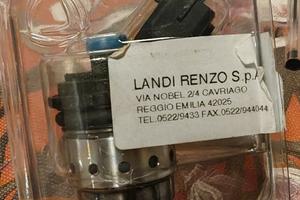 LANDI RENZO S.p.A
VIA NOBEL 2/4 CAVRIAGO
REGGIO EMILIA 42025
TEL.0522/9433 FAX.0522/944044